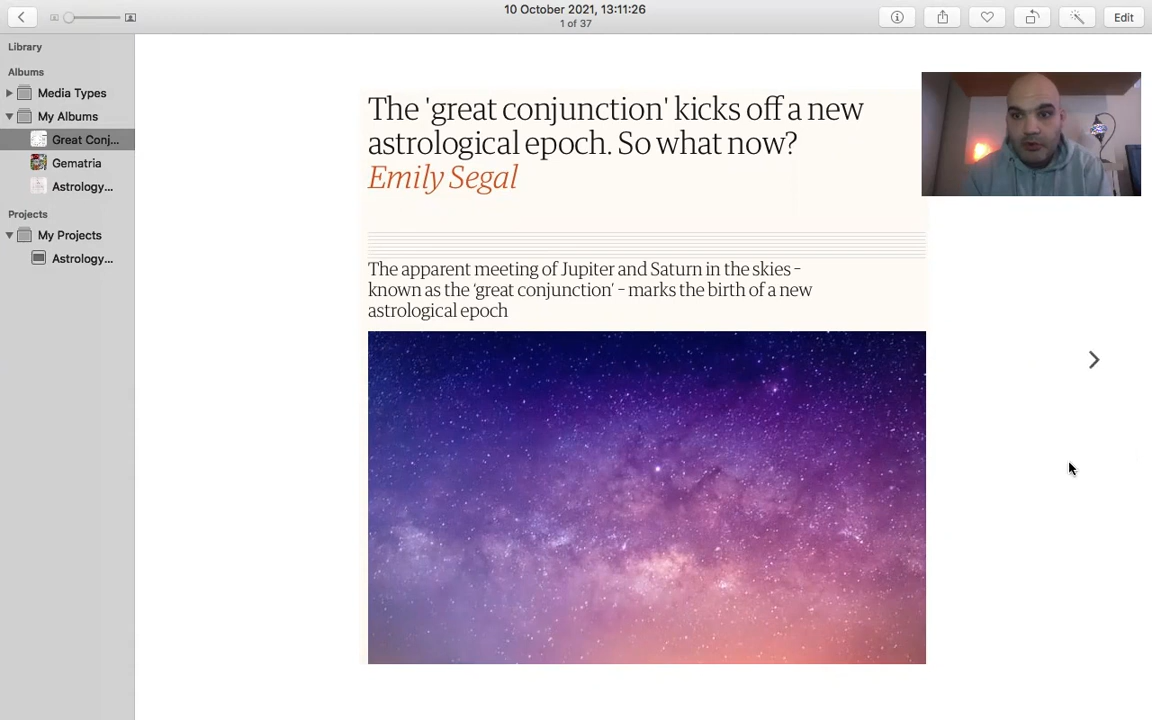 10 October 2021, 13:11:26
1 of 37
Edit
Library
Albums
Media Types
My Albums
Great Conj...
Gematria
Astrology...
Projects
My Projects
Astrology...
The 'great conjunction' kicks off a new
astrological epoch. So what now?
Emily Segal
The apparent meeting of Jupiter and Saturn in the skies –
known as the ‘great conjunction’ – marks the birth of a new
astrological epoch